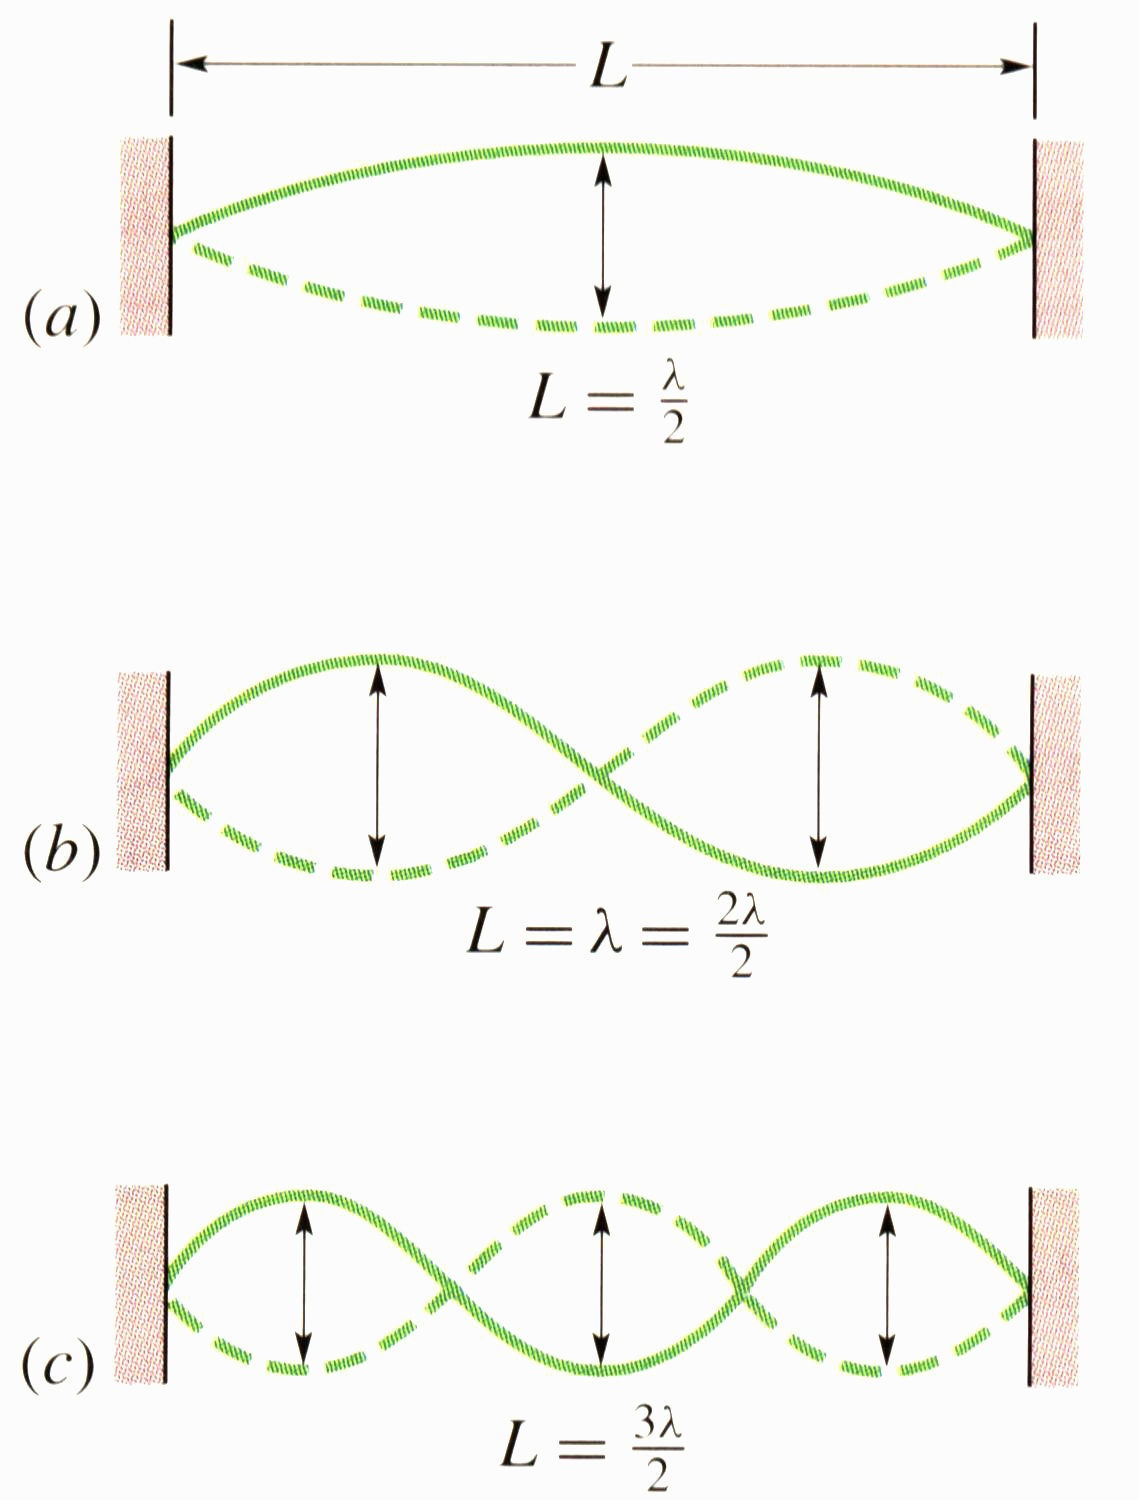 L
(a)
L = λ/2
(b)
L = λ = 2λ/2
(c)
L = 3λ/2